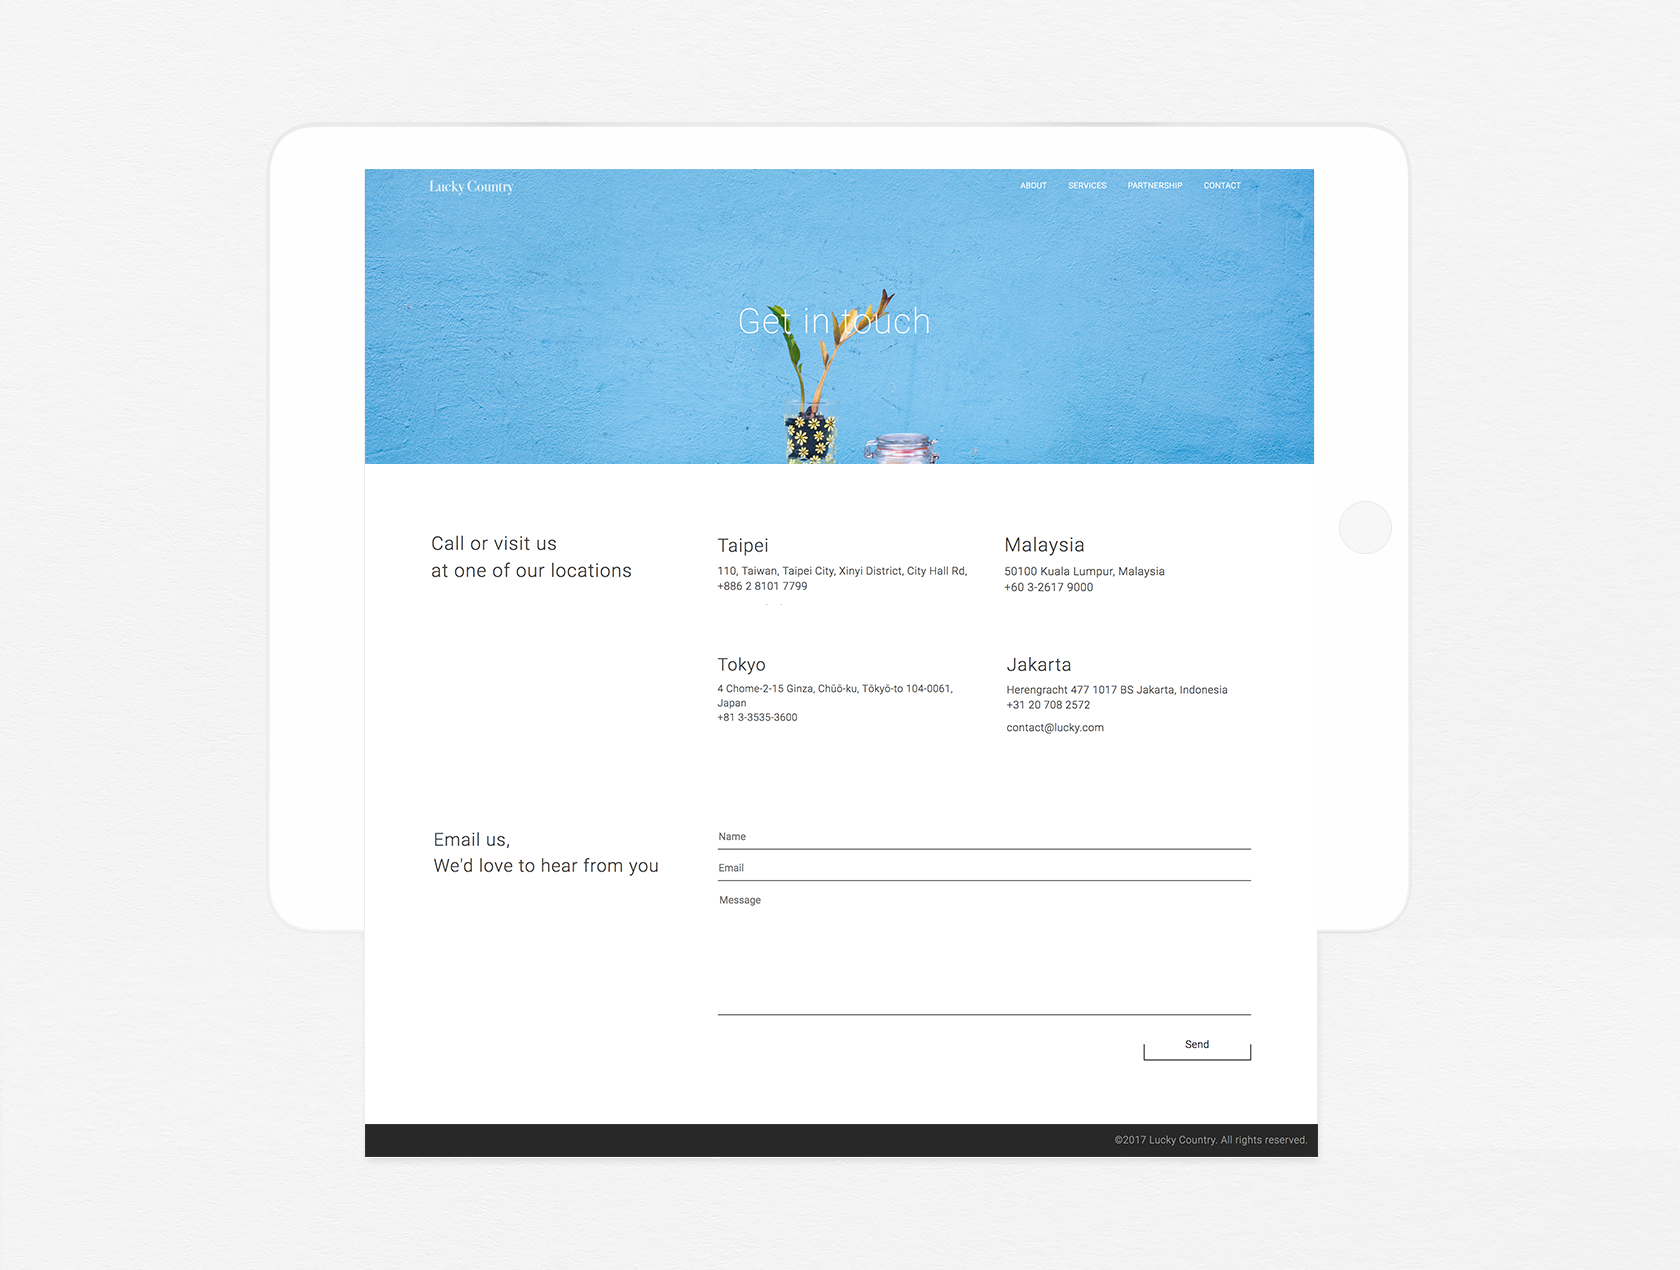 Lucky Country
ABOUT SERVICES PARTNERSHIP CONTACT
Get in touch
Call or visit us
at one of our locations
Taipei
110, Taiwan, Taipei City, Xinyi District, City Hall Rd,
+886 2 8101 7799
Malaysia
50100 Kuala Lumpur, Malaysia
+60 3-2617 9000
Tokyo
4 Chome-2-15 Ginza, Chūō-ku, Tōkyō-to 104-0061,
Japan
+81 3-3535-3600
Jakarta
Herengracht 477 1017 BS Jakarta, Indonesia
+31 20 708 2572
contact@lucky.com
Email us,
We'd love to hear from you
Name
Email
Message
Send
©2017 Lucky Country. All rights reserved.